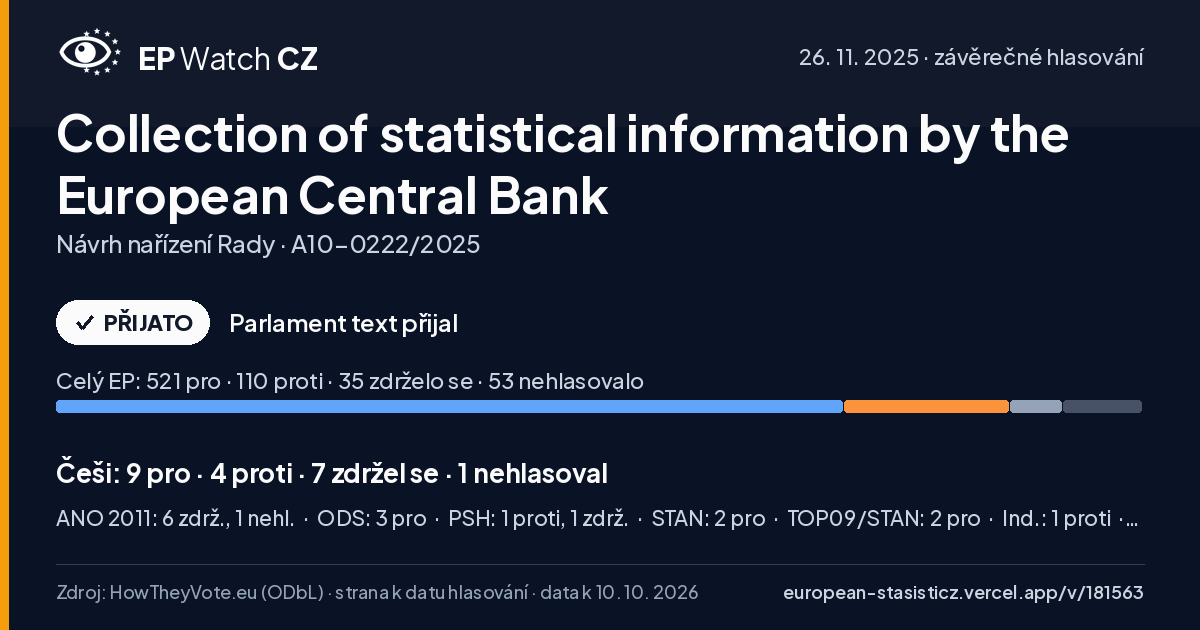 EP Watch CZ
26. 11. 2025 · závěrečné hlasování
Collection of statistical information by the
European Central Bank
Návrh nařízení Rady · A10-0222/2025
✓ PŘIJATO
Parlament text přijal
Celý EP: 521 pro · 110 proti · 35 zdrželo se · 53 nehlasovalo
Češi: 9 pro · 4 proti · 7 zdržel se · 1 nehlasoval
ANO 2011: 6 zdrž., 1 nehl. · ODS: 3 pro · PSH: 1 proti, 1 zdrž. · STAN: 2 pro · TOP09/STAN: 2 pro · Ind.: 1 proti ·…
Zdroj: HowTheyVote.eu (ODbL) · strana k datu hlasování · data k 10. 10. 2026
european-stasisticz.vercel.app/v/181563